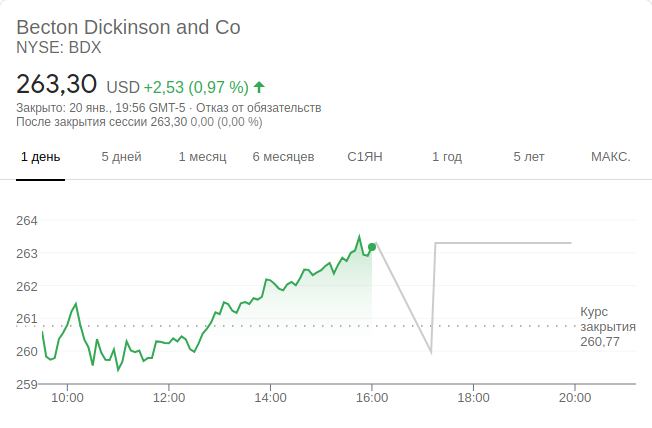 Becton Dickinson and Co
NYSE: BDX
263,30 USD +2,53 (0,97 %)
Закрыто: 20 янв., 19:56 GMT-5 · Отказ от обязательств
После закрытия сессии 263,30 0,00 (0,00 %)
1 день 5 дней 1 месяц 6 месяцев С1ЯН 1 год 5 лет МАКС.
264
263
262
261
260
259
Курс
закрытия
260,77
10:00 12:00 14:00 16:00 18:00 20:00